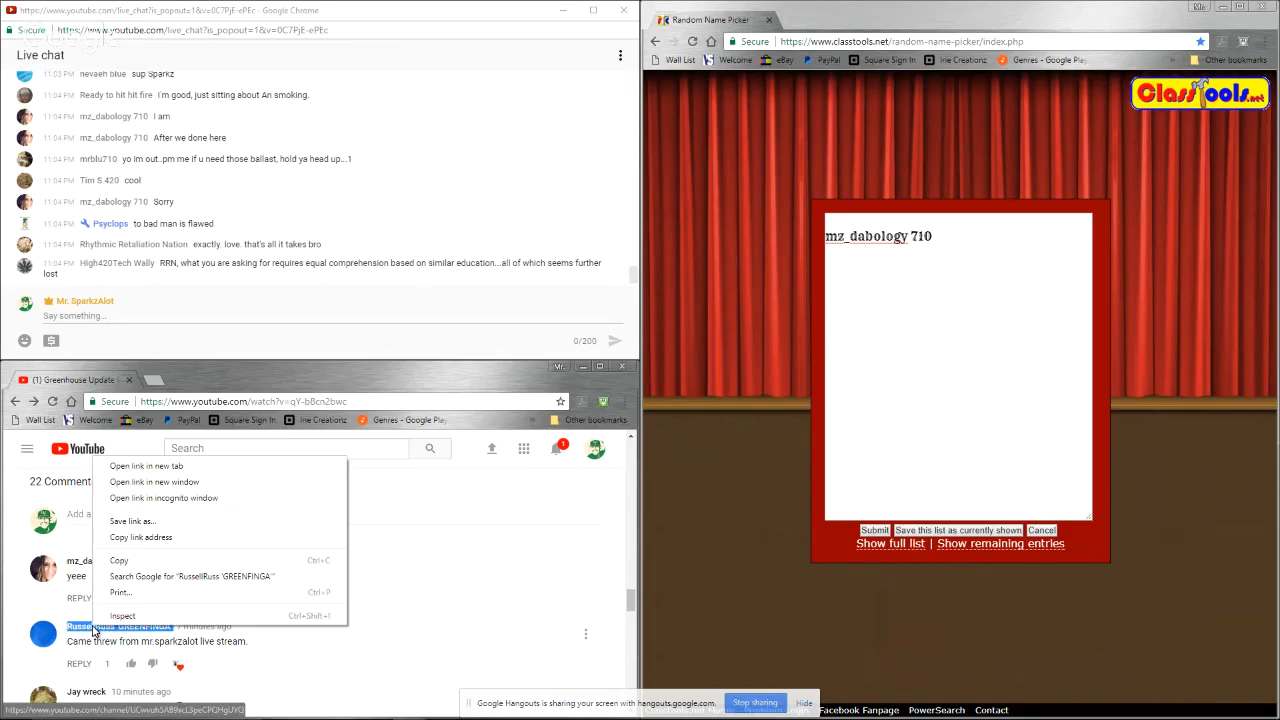 https://www.youtube.com/live_chat?is_popout=1&v=0C7PjE-ePEc - Google Chrome
Secure https://www.youtube.com/live_chat?is_popout=1&v=0C7PjE-ePEc
Live chat
11:03 PM nevaeh blue sup Sparkz
11:04 PM Ready to hit hit fire I'm good, just sitting about An smoking.
11:04 PM mz_dabology 710 I am
11:04 PM mz_dabology 710 After we done here
11:04 PM mrblu710 yo im out..pm me if u need those ballast, hold ya head up...1
11:04 PM Tim S 420 cool
11:04 PM mz_dabology 710 Sorry
11:04 PM Psyclops to bad man is flawed
11:04 PM Rhythmic Retaliation Nation exactly. love. that's all it takes bro
11:04 PM High420Tech Wally RRN, what you are asking for requires equal comprehension based on similar education...all of which seems further
lost
Mr. SparkzAlot
Say something...
0/200
Mr.
(1) Greenhouse Update
Secure https://www.youtube.com/watch?v=qY-bBcn2bwc
Wall List Welcome eBay PayPal Square Sign In Irie Creationz Genres - Google Play Other bookmarks
YouTube Search 1
Open link in new tab
Open link in new window
Open link in incognito window
Save link as...
Copy link address
Copy Ctrl+C
Search Google for "RussellRuss 'GREENFINGA'"
Print... Ctrl+P
Inspect Ctrl+Shift+I
22 Comments
Add a
mz_da
yeee
REPLY
RussellRuss 'GREENFINGA' 7 minutes ago
Came threw from mr.sparkzalot live stream.
REPLY 1
Jay wreck 10 minutes ago
Google Hangouts is sharing your screen with hangouts.google.com. Stop sharing Hide
Mr.
Random Name Picker
Secure https://www.classtools.net/random-name-picker/index.php
Wall List Welcome eBay PayPal Square Sign In Irie Creationz Genres - Google Play Other bookmarks
ClassTools.net
mz_dabology 710
Submit Save this list as currently shown Cancel
Show full list | Show remaining entries
Facebook Fanpage PowerSearch Contact